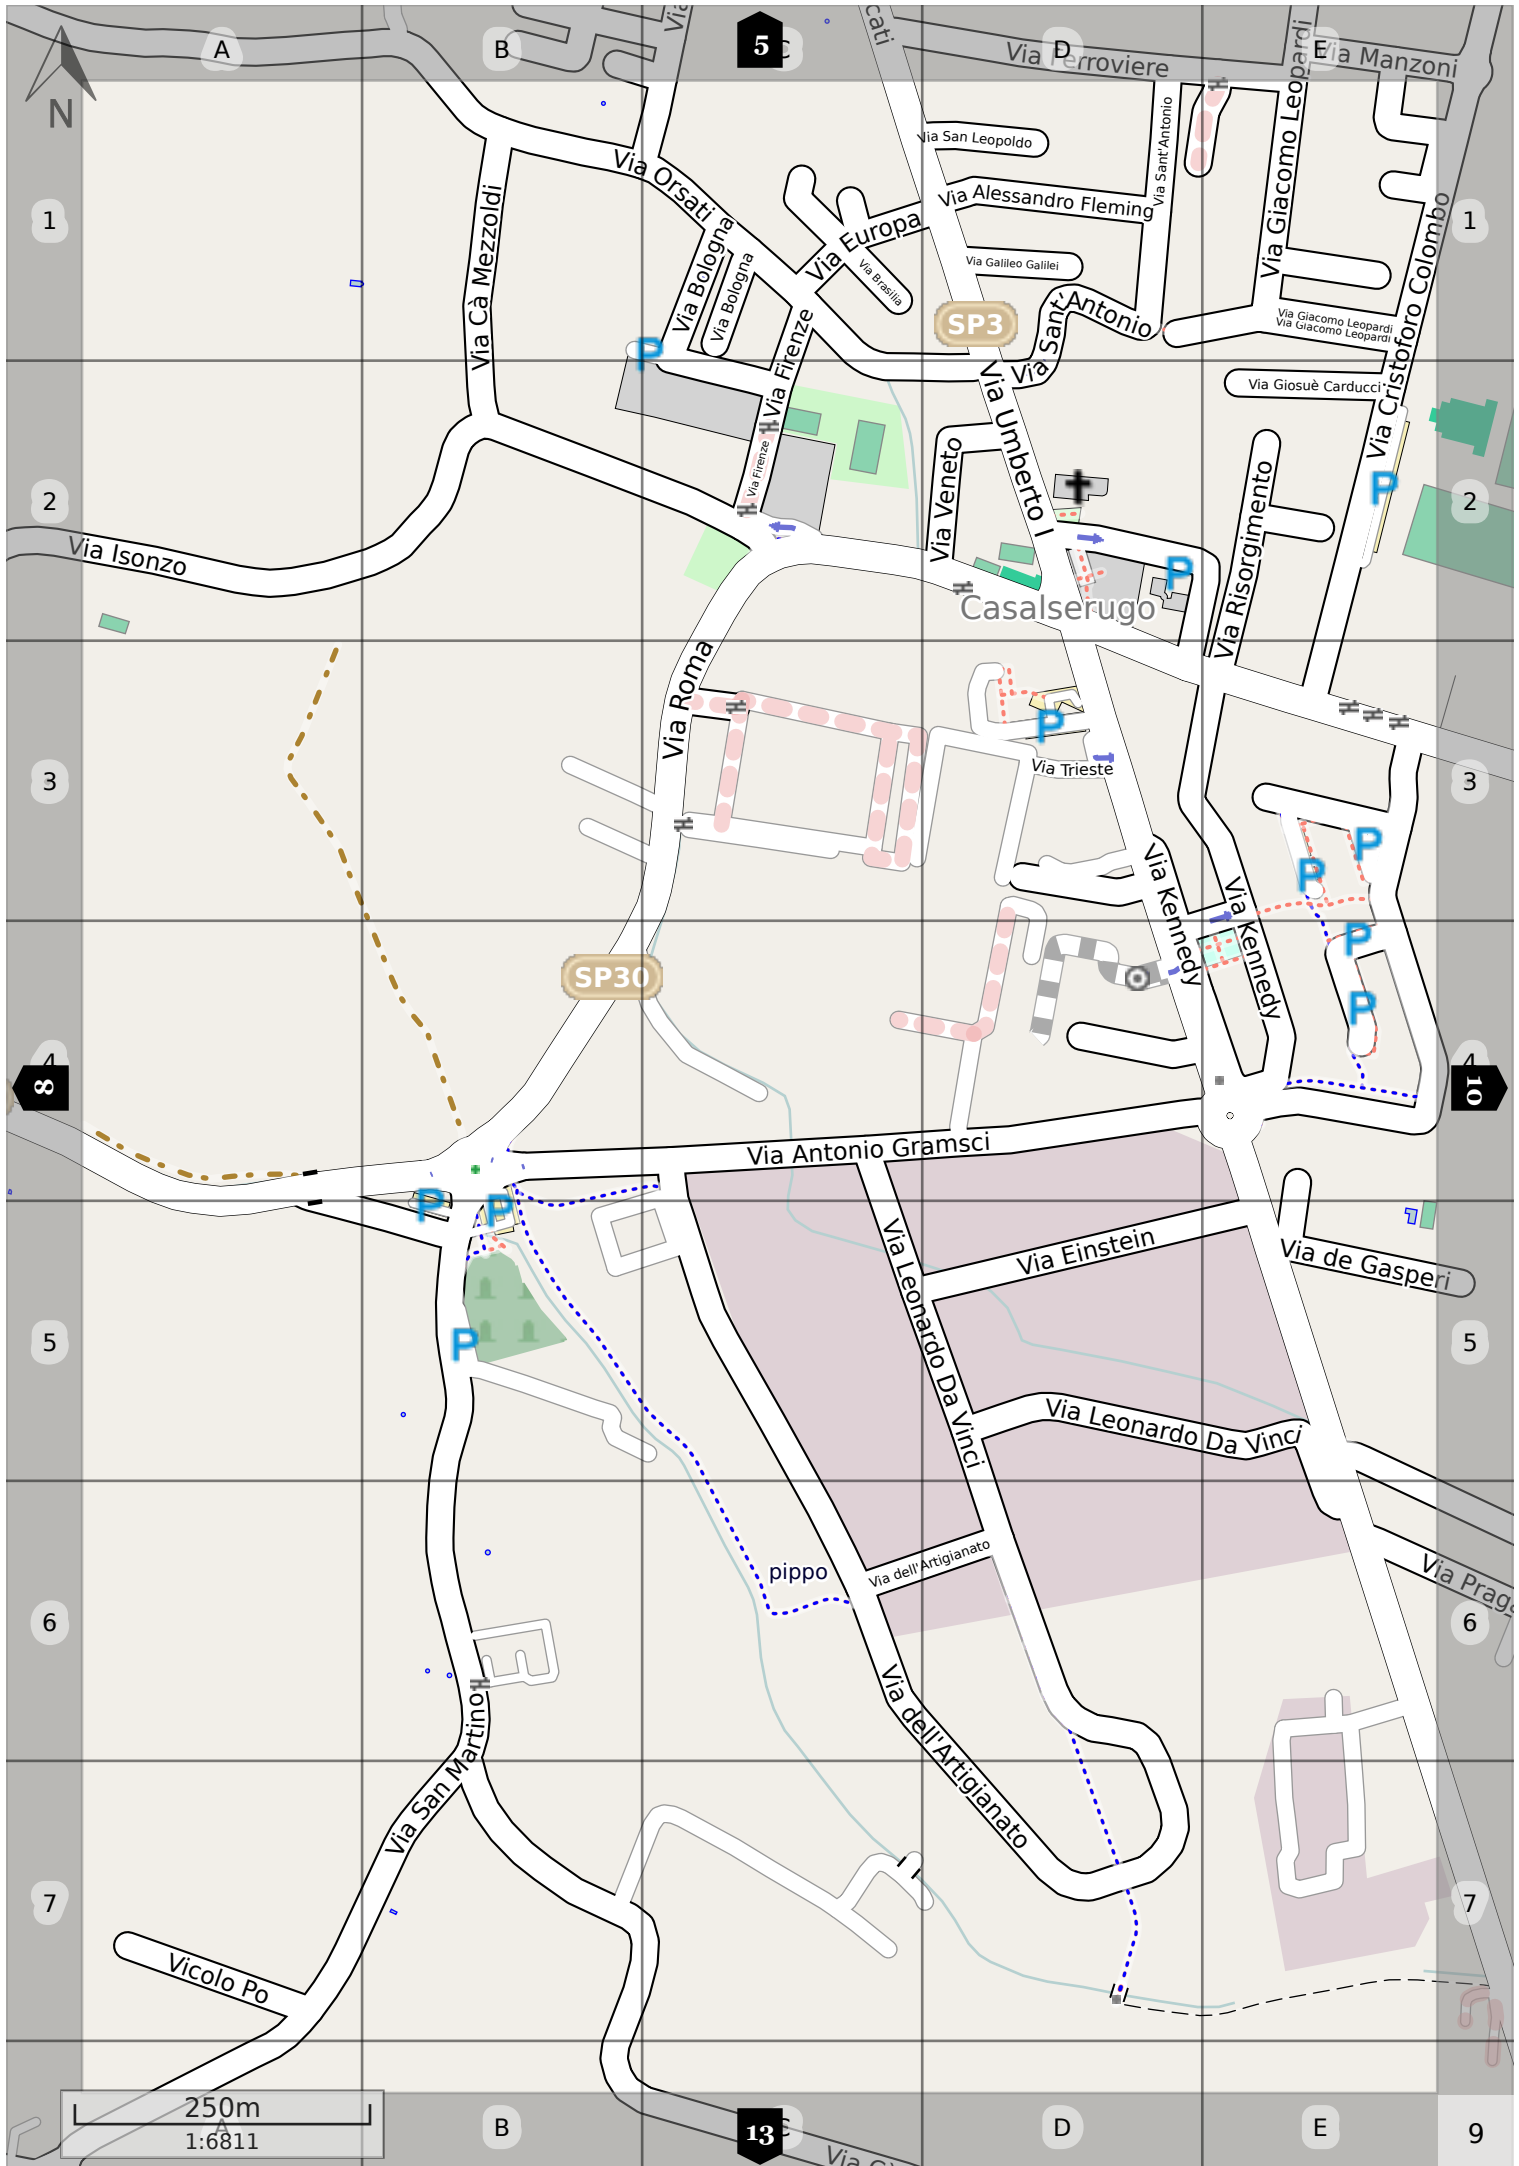 A
B
5
C
D
E
Via
cati
Via Ferroviere
Via Manzoni
N
Via Orsati
Via San Leopoldo
Via Sant'Antonio
Via Giacomo Leopardi
1
Via Cà Mezzoldi
Via Bologna
Via Bologna
Via Europa
Via Brasilia
Via Alessandro Fleming
Via Galileo Galilei
SP3
Via Sant'Antonio
Via Giacomo Leopardi
Via Giacomo Leopardi
Via Cristoforo Colombo
1
P
Via Firenze
Via Firenze
Via Giosuè Carducci
Via Umberto I
Via Veneto
Via Risorgimento
P
P
2
2
Via Isonzo
Casalserugo
Via Roma
P
Via Trieste
3
3
P
P
Via Kennedy
Via Kennedy
P
P
SP30
4
4
8
10
Via Antonio Gramsci
P
P
Via Einstein
Via de Gasperi
Via Leonardo Da Vinci
5
P
5
Via Leonardo Da Vinci
pippo
Via dell'Artigianato
Via Praga
6
6
Via San Martino
Via dell'Artigianato
7
7
Vicolo Po
250m
1:6811
A
B
13
C
D
E
9